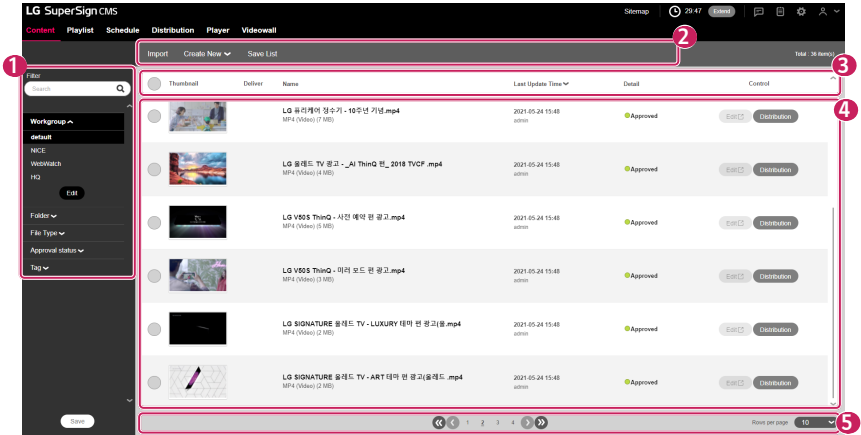 LG SuperSign CMS
Sitemap 29:47 Extend
Content Playlist Schedule Distribution Player Videowall
2
Import Create New Save List
Total : 36 item(s)
1
3
Filter
Search
Thumbnail Deliver Name Last Update Time Detail Control
4
Workgroup
default
NICE
WebWatch
HQ
Edit
Folder
File Type
Approval status
Tag
LG 퓨리케어 정수기 - 10주년 기념.mp4
MP4 (Video) (7 MB)
2021-05-24 15:48
admin
Approved
Edit Distribution
LG 올레드 TV 광고 - _AI ThinQ 편_ 2018 TVCF .mp4
MP4 (Video) (4 MB)
2021-05-24 15:48
admin
Approved
Edit Distribution
LG V50S ThinQ - 사전 예약 편 광고.mp4
MP4 (Video) (5 MB)
2021-05-24 15:48
admin
Approved
Edit Distribution
LG V50S ThinQ - 미러 모드 편 광고.mp4
MP4 (Video) (3 MB)
2021-05-24 15:48
admin
Approved
Edit Distribution
LG SIGNATURE 올레드 TV - LUXURY 테마 편 광고(올.mp4
MP4 (Video) (2 MB)
2021-05-24 15:48
admin
Approved
Edit Distribution
LG SIGNATURE 올레드 TV - ART 테마 편 광고(올레드 .mp4
MP4 (Video) (2 MB)
2021-05-24 15:48
admin
Approved
Edit Distribution
Save
1 2 3 4
Rows per page 10
5